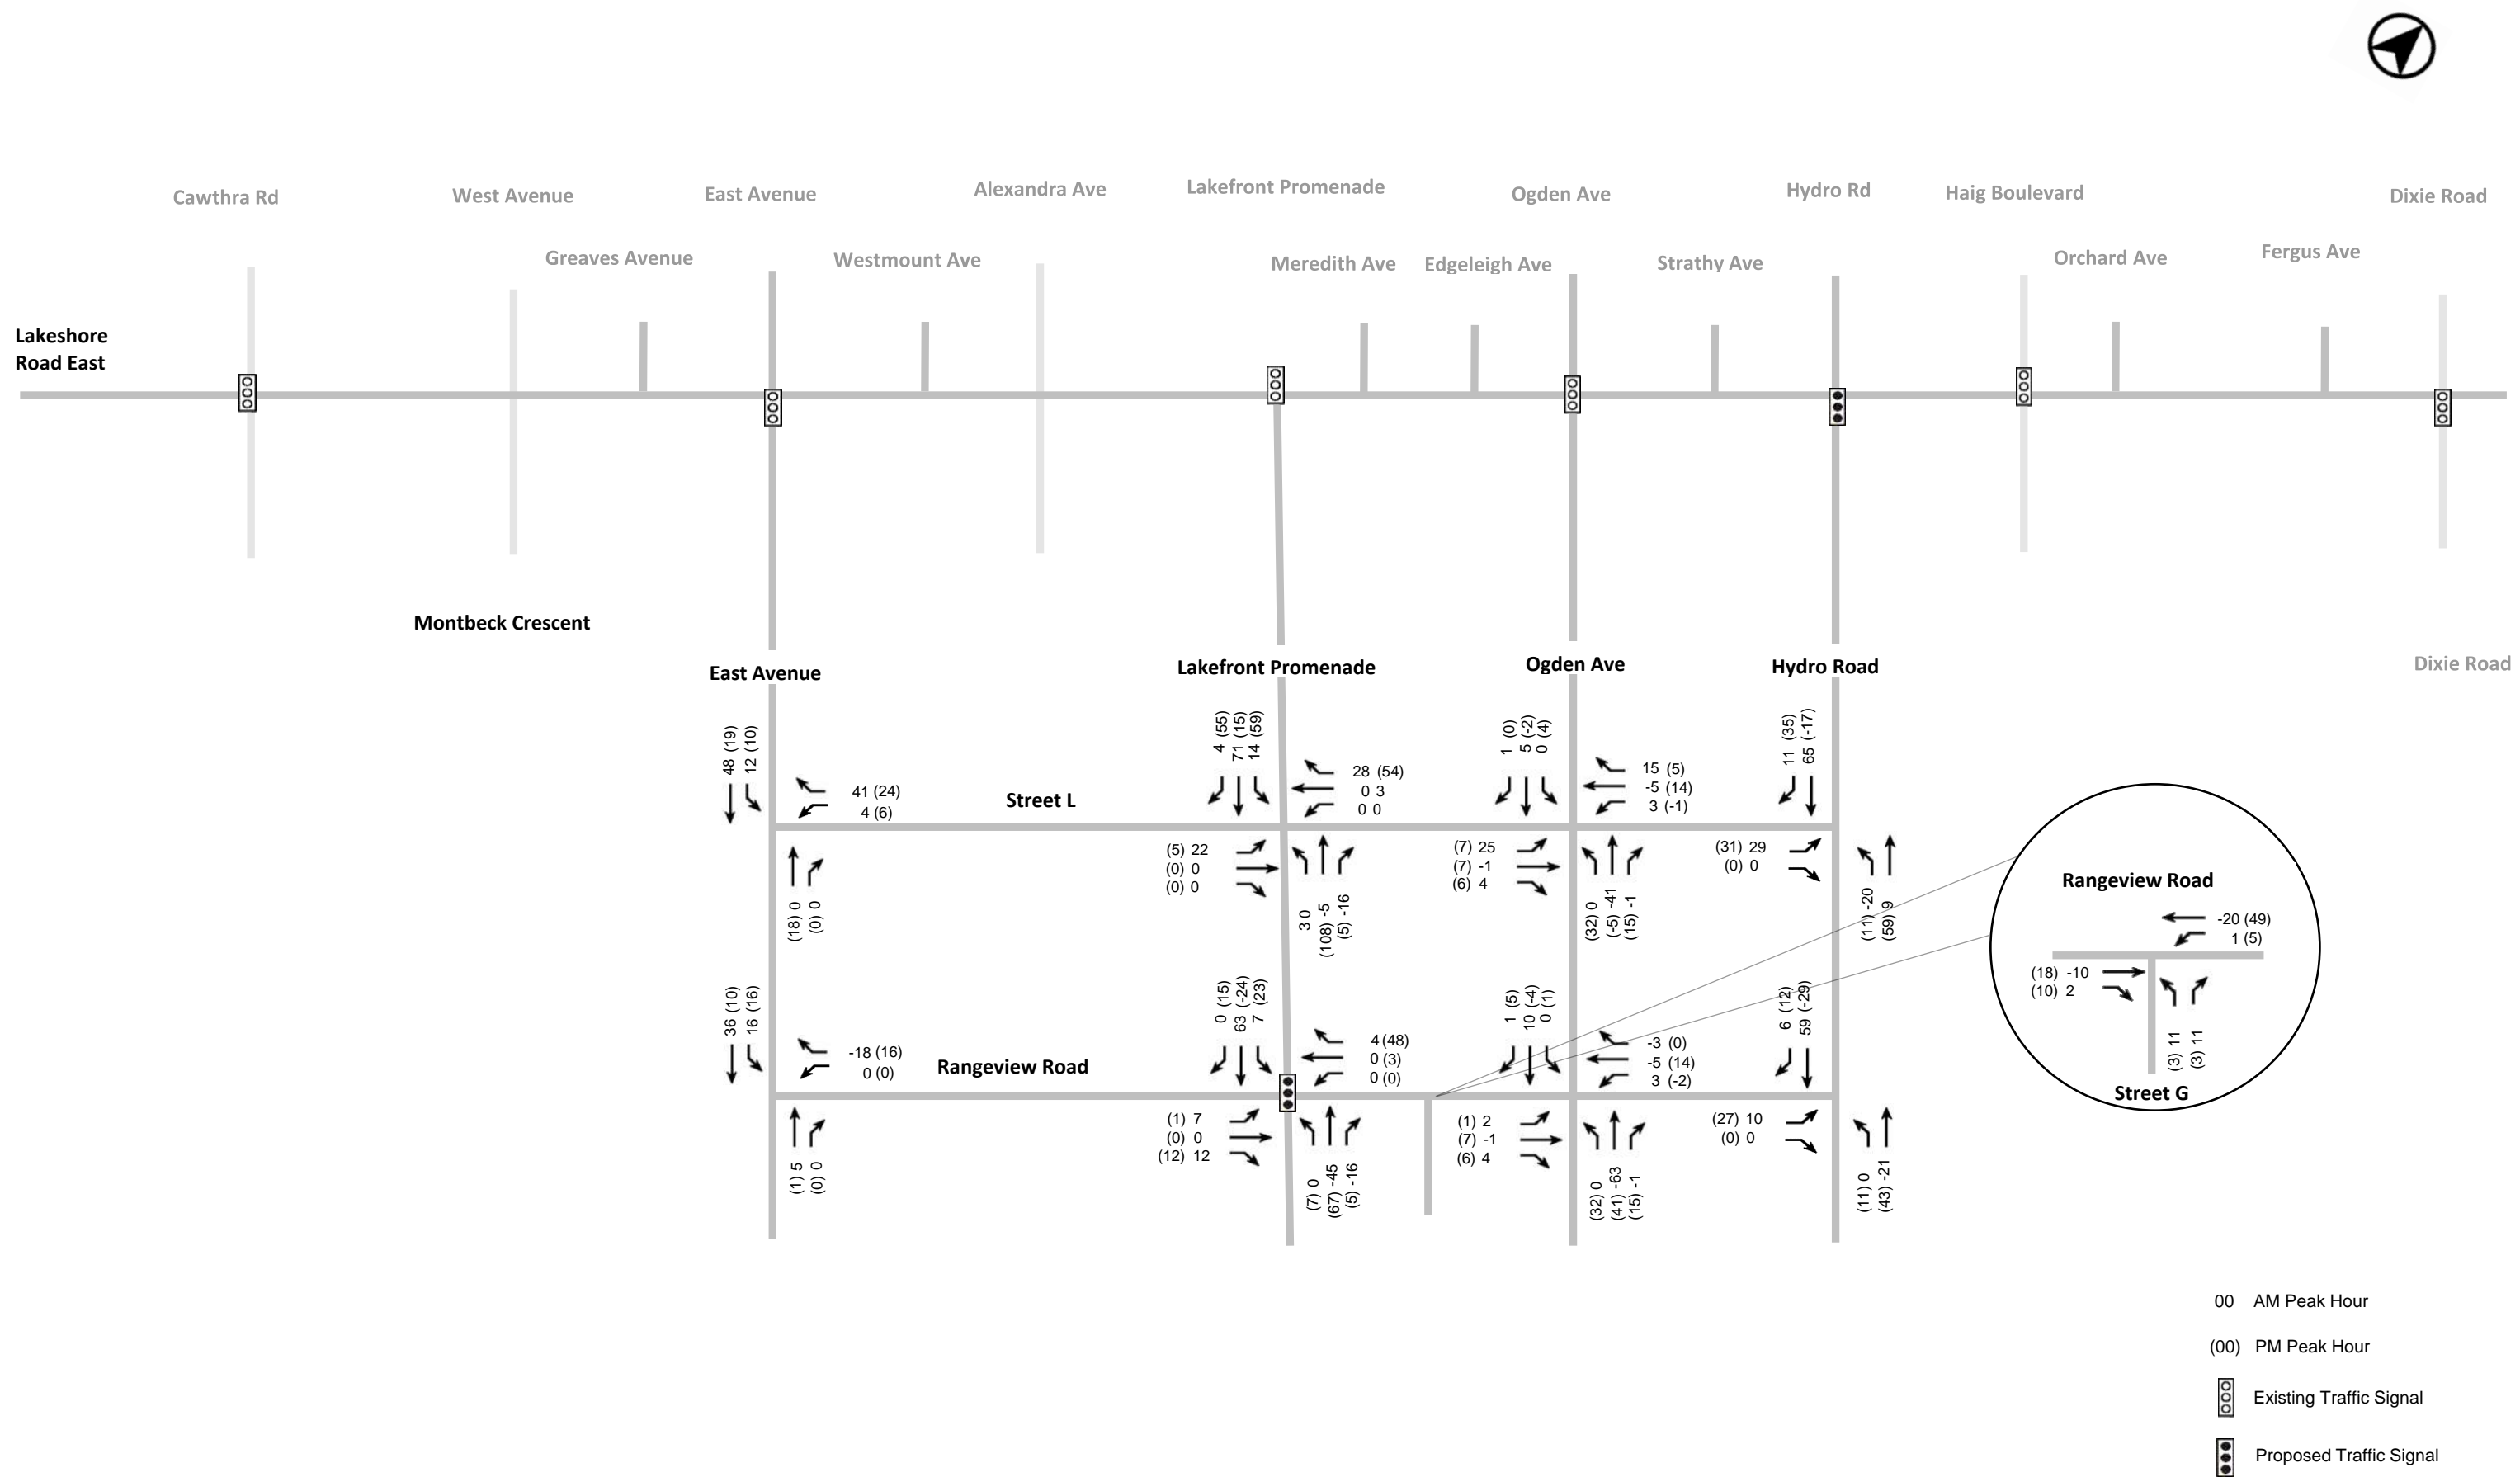 Cawthra Rd
West Avenue
East Avenue
Alexandra Ave
Lakefront Promenade
Ogden Ave
Hydro Rd
Haig Boulevard
Dixie Road
Greaves Avenue
Westmount Ave
Meredith Ave
Edgeleigh Ave
Strathy Ave
Orchard Ave
Fergus Ave
Lakeshore
Road East
Montbeck Crescent
East Avenue
Lakefront Promenade
Ogden Ave
Hydro Road
Dixie Road
48 (19)
12 (10)
41 (24)
4 (6)
Street L
4 (55)
71 (15)
14 (59)
28 (54)
0 3
0 0
1 (0)
5 (-2)
0 (4)
15 (5)
-5 (14)
3 (-1)
11 (35)
65 (-17)
(18) 0
(0) 0
(5) 22
(0) 0
(0) 0
3 0
(108) -5
(5) -16
(7) 25
(7) -1
(6) 4
(32) 0
(-5) -41
(15) -1
(31) 29
(0) 0
(11) -20
(59) 9
36 (10)
16 (16)
-18 (16)
0 (0)
Rangeview Road
0 (15)
63 (-24)
7 (23)
4 (48)
0 (3)
0 (0)
1 (5)
10 (-4)
0 (1)
-3 (0)
-5 (14)
3 (-2)
6 (12)
59 (-29)
(1) 5
(0) 0
(1) 7
(0) 0
(12) 12
(7) 0
(67) -45
(5) -16
(1) 2
(7) -1
(6) 4
(32) 0
(41) -63
(15) -1
(27) 10
(0) 0
(11) 0
(43) -21
Rangeview Road
-20 (49)
1 (5)
(18) -10
(10) 2
(3) 11
(3) 11
Street G
00 AM Peak Hour
(00) PM Peak Hour
Existing Traffic Signal
Proposed Traffic Signal